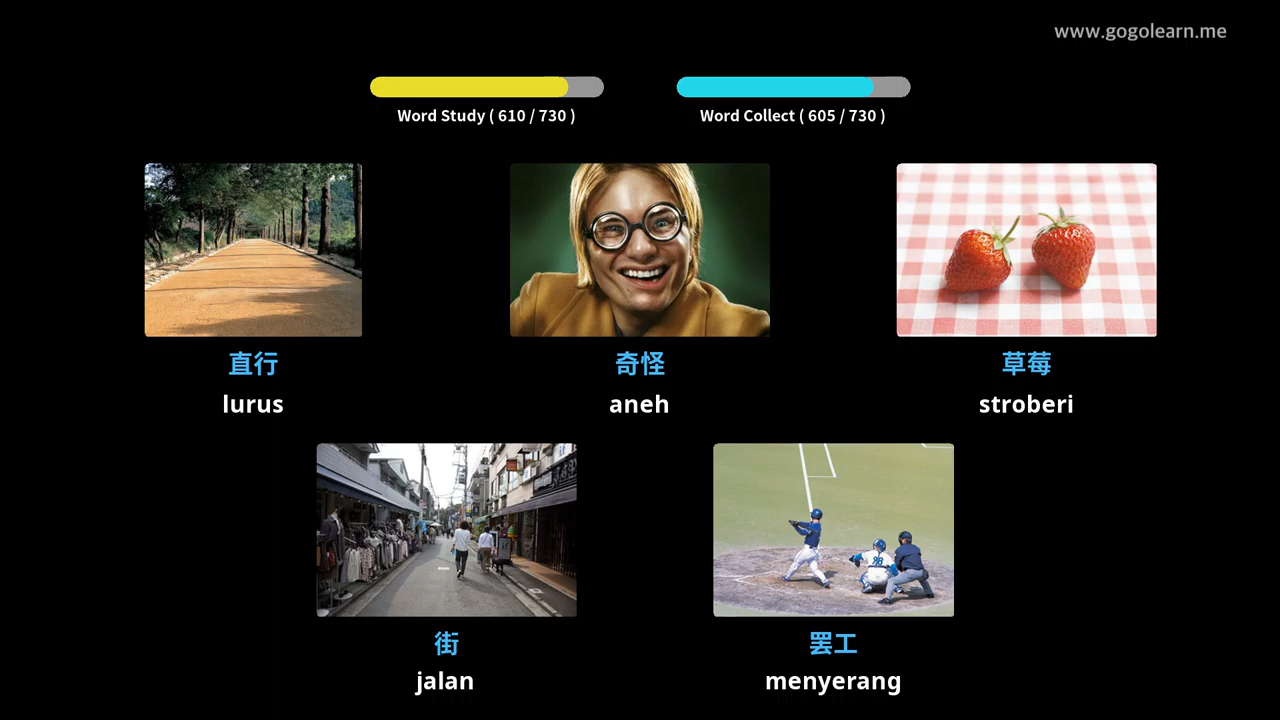 www.gogolearn.me
Word Study ( 610 / 730 )
Word Collect ( 605 / 730 )
直行
lurus
奇怪
aneh
草莓
stroberi
街
jalan
罢工
menyerang